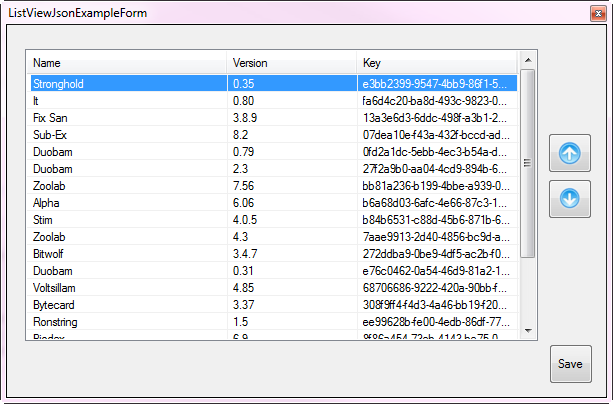 ListViewJsonExampleForm
Name Version Key
Stronghold 0.35 e3bb2399-9547-4bb9-86f1-5...
It 0.80 fa6d4c20-ba8d-493c-9823-0...
Fix San 3.8.9 13a3e6d3-6ddc-498f-a3b1-2...
Sub-Ex 8.2 07dea10e-f43a-432f-bccd-ad...
Duobam 0.79 0fd2a1dc-5ebb-4ec3-b54a-d...
Duobam 2.3 27f2a9b0-aa04-4cd9-894b-6...
Zoolab 7.56 bb81a236-b199-4bbe-a939-0...
Alpha 6.06 b6a68d03-6afc-4e66-87c3-1...
Stim 4.0.5 b84b6531-c88d-45b6-871b-6...
Zoolab 4.3 7aae9913-2d40-4856-bc9d-a...
Bitwolf 3.4.7 272ddba9-0be9-4df5-ac2b-f0...
Duobam 0.31 e76c0462-0a54-46d9-81a2-1...
Voltsillam 4.85 68706686-9222-420a-90bb-f...
Bytecard 3.37 308f9ff4-f4d3-4a46-bb19-f20...
Ronstring 1.5 ee99628b-fe00-4edb-86df-77...
Biodex 6.9
Save